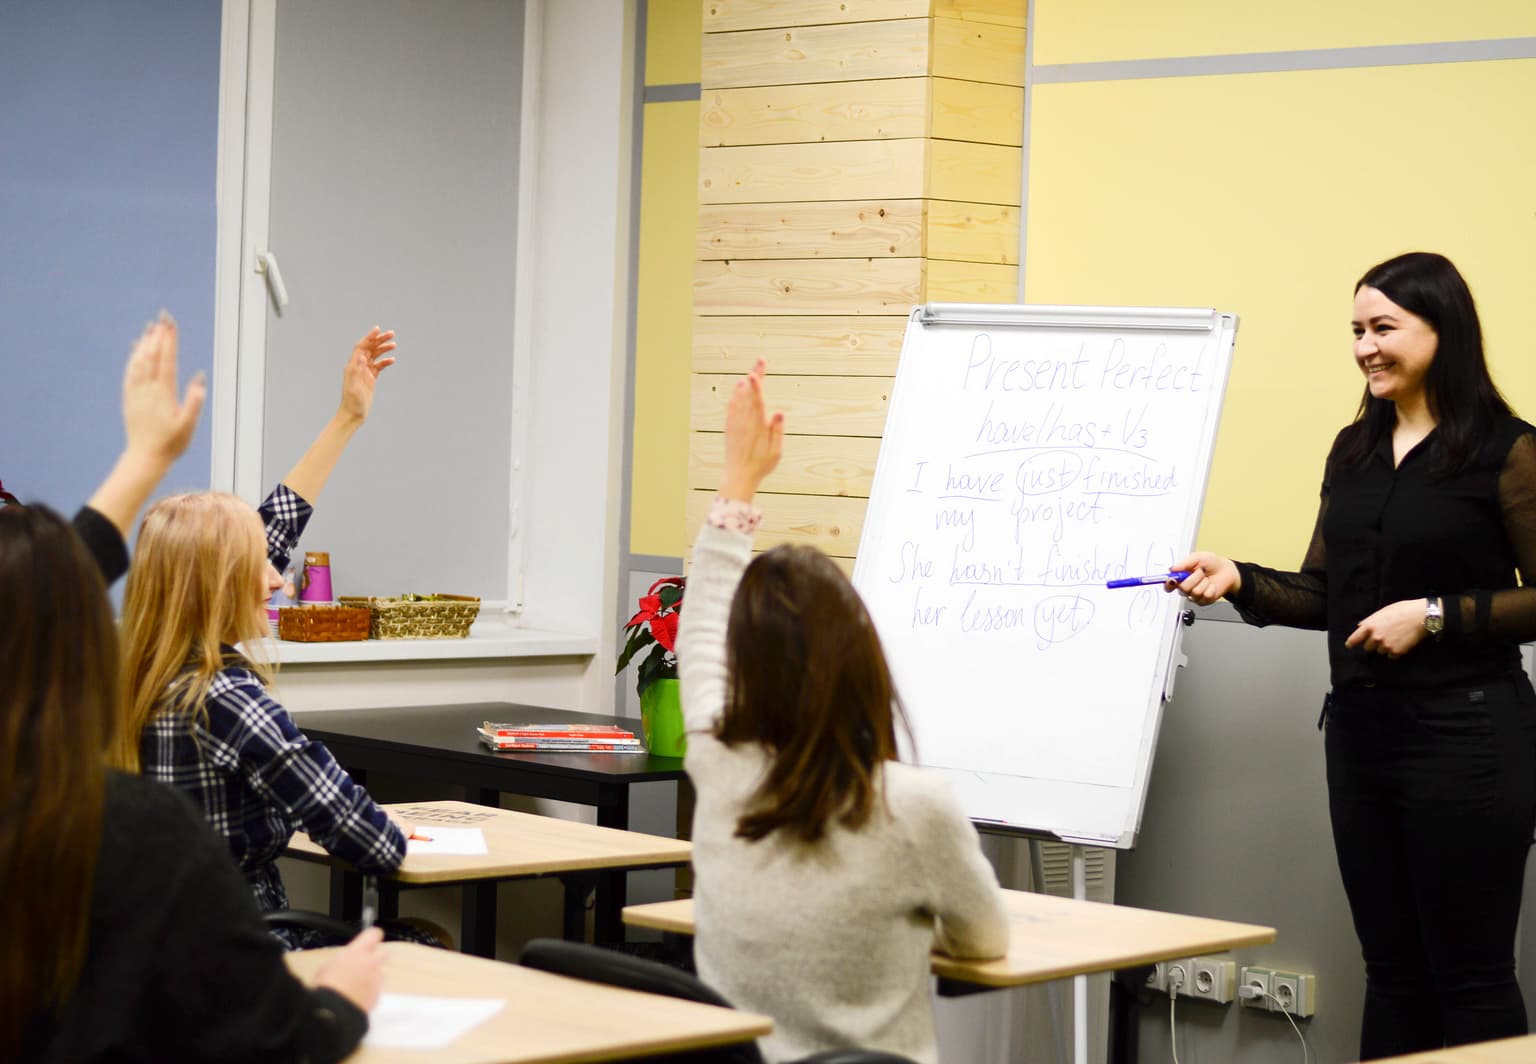 Present Perfect
have/has + V3
I have just finished
my project.
She hasn't finished (-)
her lesson yet. (?)